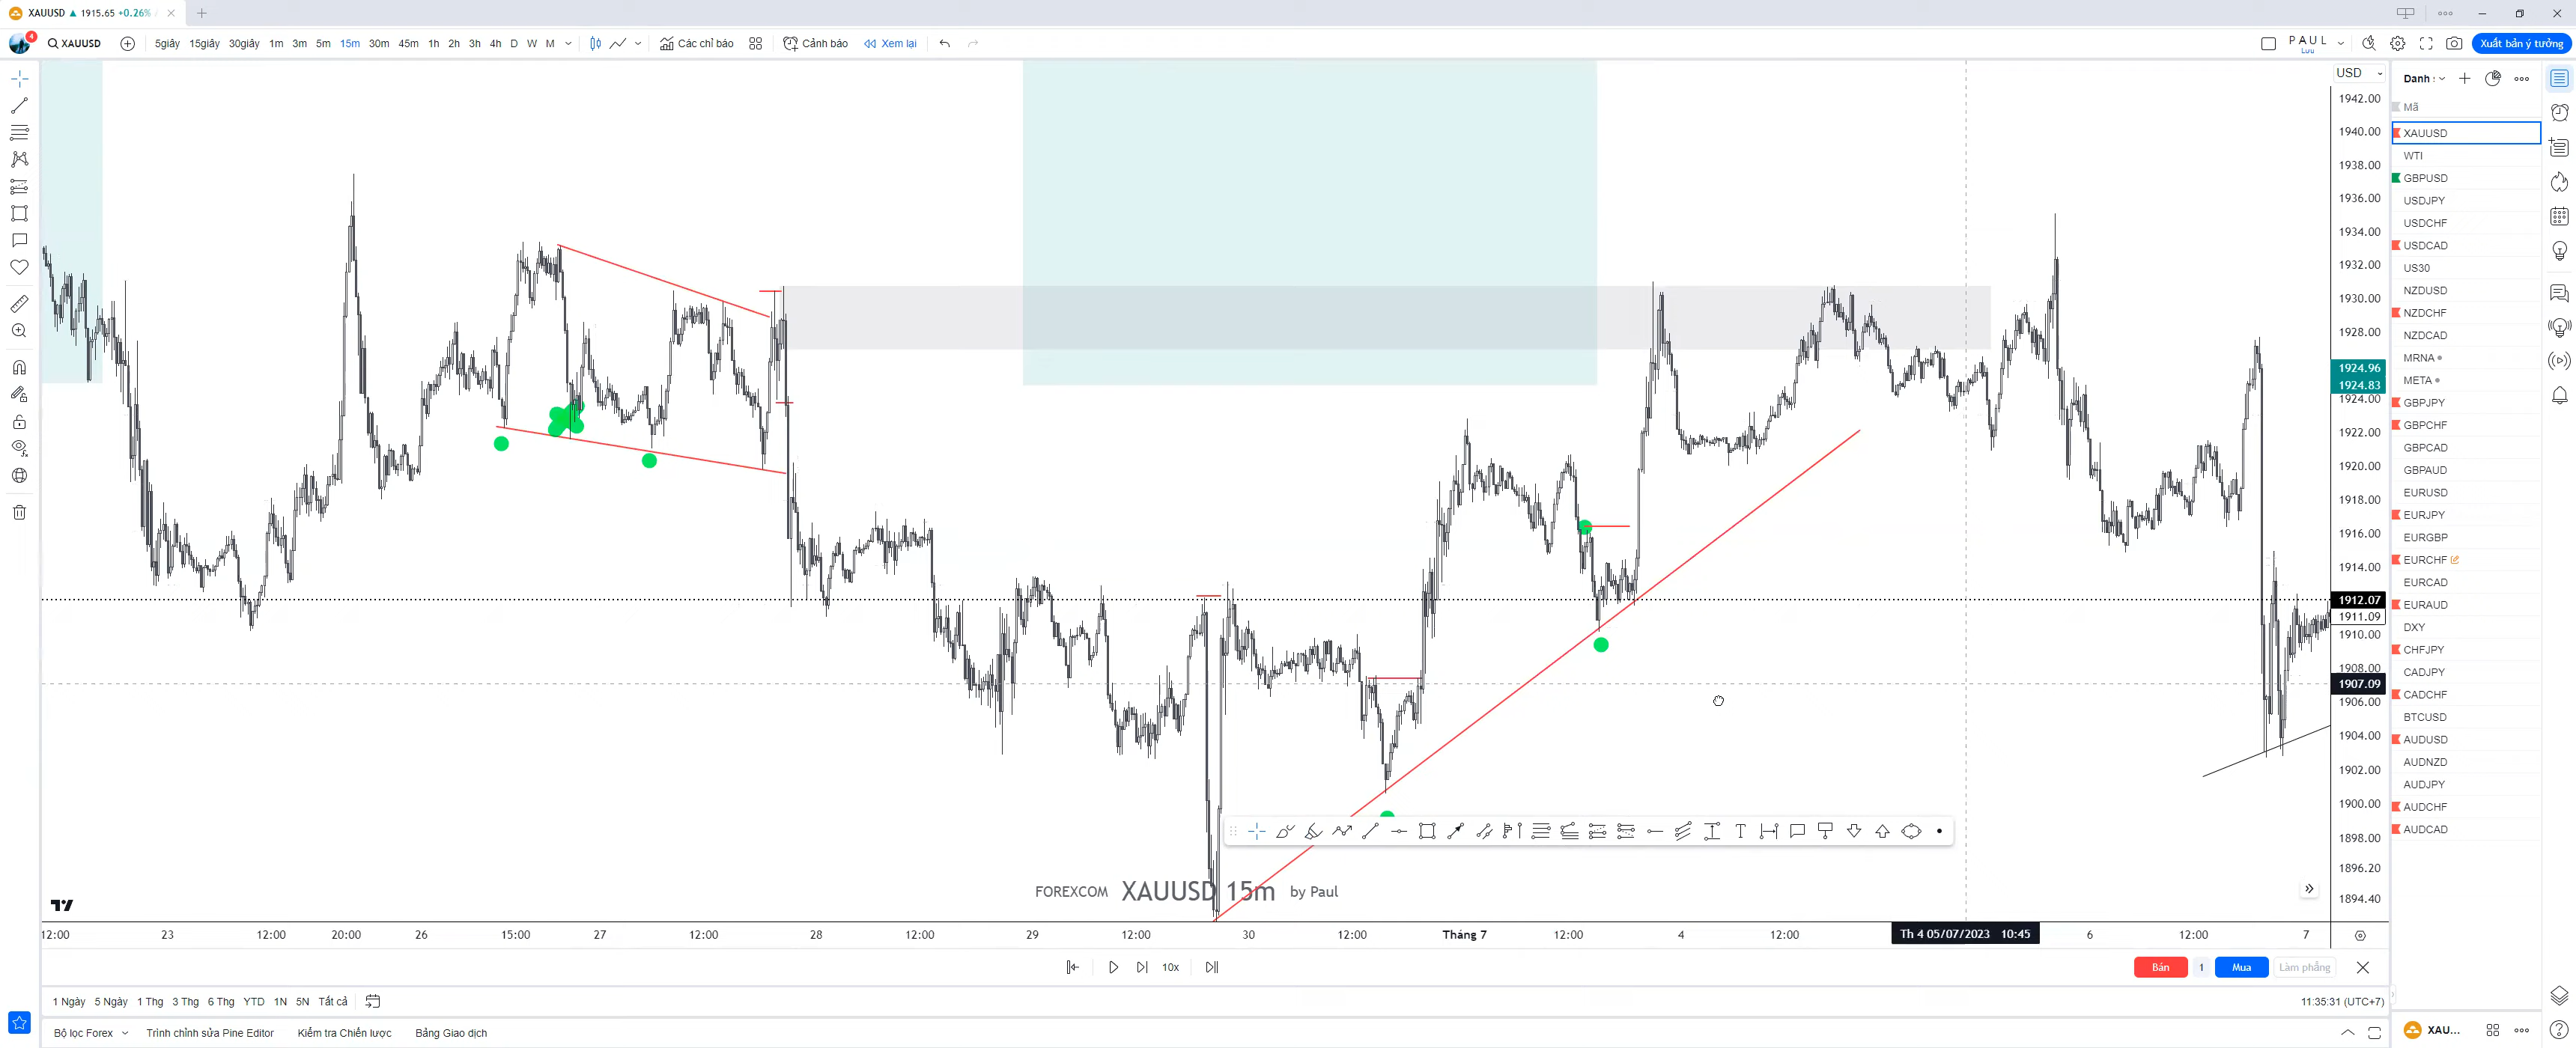 XAUUSD ▲ 1915.65 +0.26%
4
XAUUSD 5giây 15giây 30giây 1m 3m 5m 15m 30m 45m 1h 2h 3h 4h D W M Các chỉ báo Cảnh báo Xem lại PAUL Lưu Xuất bản ý tưởng
USD
1942.00
1940.00
1938.00
1936.00
1934.00
1932.00
1930.00
1928.00
1924.96
1924.83
1924.00
1922.00
1920.00
1918.00
1916.00
1914.00
1912.07
1911.09
1910.00
1908.00
1907.09
1906.00
1904.00
1902.00
1900.00
1898.00
1896.20
1894.40
Danh
Mã
XAUUSD
WTI
GBPUSD
USDJPY
USDCHF
USDCAD
US30
NZDUSD
NZDCHF
NZDCAD
MRNA
META
GBPJPY
GBPCHF
GBPCAD
GBPAUD
EURUSD
EURJPY
EURGBP
EURCHF
EURCAD
EURAUD
DXY
CHFJPY
CADJPY
CADCHF
BTCUSD
AUDUSD
AUDNZD
AUDJPY
AUDCHF
AUDCAD
FOREXCOM XAUUSD 15m by Paul
12:00 23 12:00 20:00 26 15:00 27 12:00 28 12:00 29 12:00 30 12:00 Tháng 7 12:00 4 12:00 Th 4 05/07/2023 10:45 6 12:00 7
10x Bán 1 Mua Làm phẳng
1 Ngày 5 Ngày 1 Thg 3 Thg 6 Thg YTD 1N 5N Tất cả 11:35:31 (UTC+7)
Bộ lọc Forex Trình chỉnh sửa Pine Editor Kiểm tra Chiến lược Bảng Giao dịch XAU...